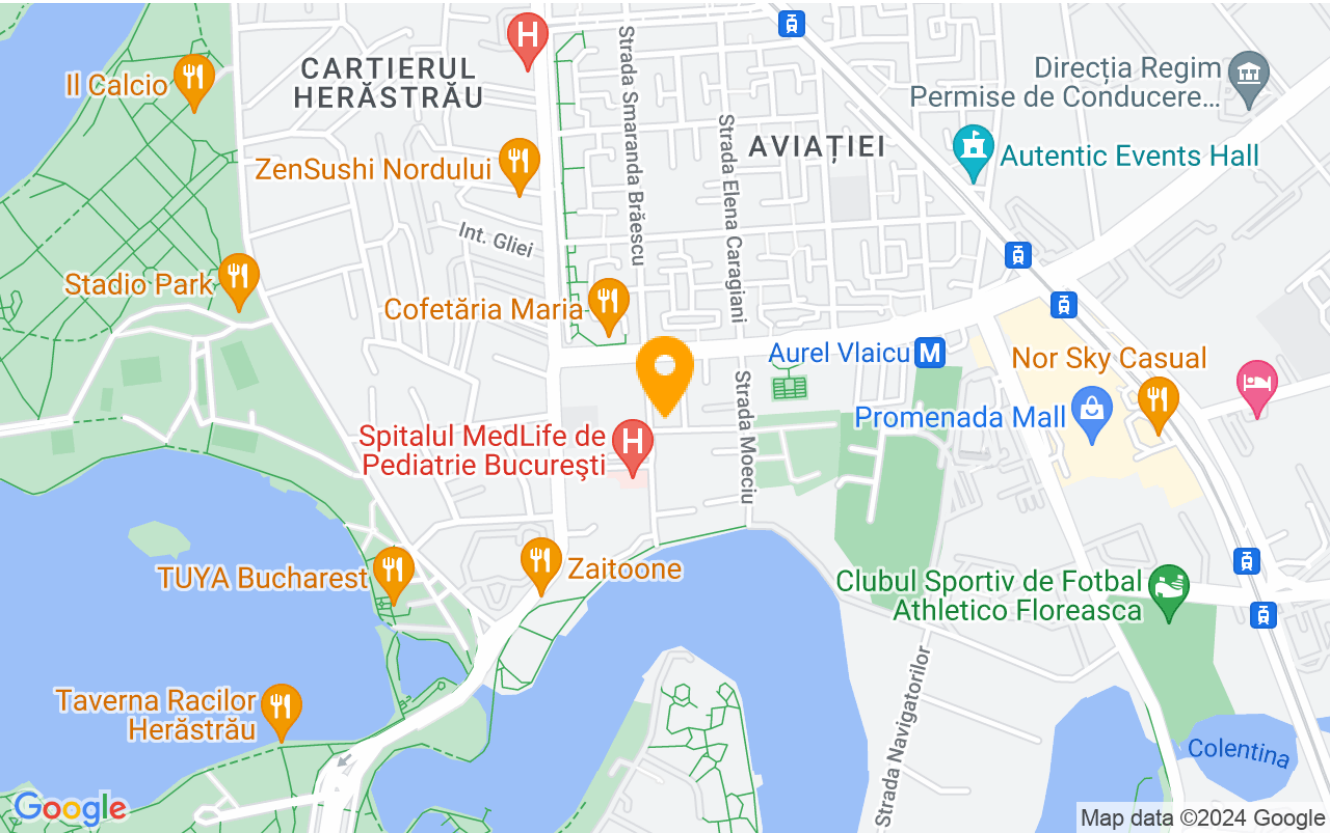 Il Calcio
CARTIERUL
HERĂSTRĂU
H
Strada Smaranda Brăescu
Strada Elena Caragiani
AVIAȚIEI
Direcția Regim
Permise de Conducere...
Autentic Events Hall
ZenSushi Nordului
Int. Gliei
Stadio Park
Cofetăria Maria
Aurel Vlaicu M
Nor Sky Casual
Promenada Mall
Strada Moeciu
Spitalul MedLife de
Pediatrie Bucureşti
H
TUYA Bucharest
Zaitoone
Clubul Sportiv de Fotbal
Athletico Floreasca
Taverna Racilor
Herăstrău
Strada Navigatorilor
Colentina
Google
Map data ©2024 Google